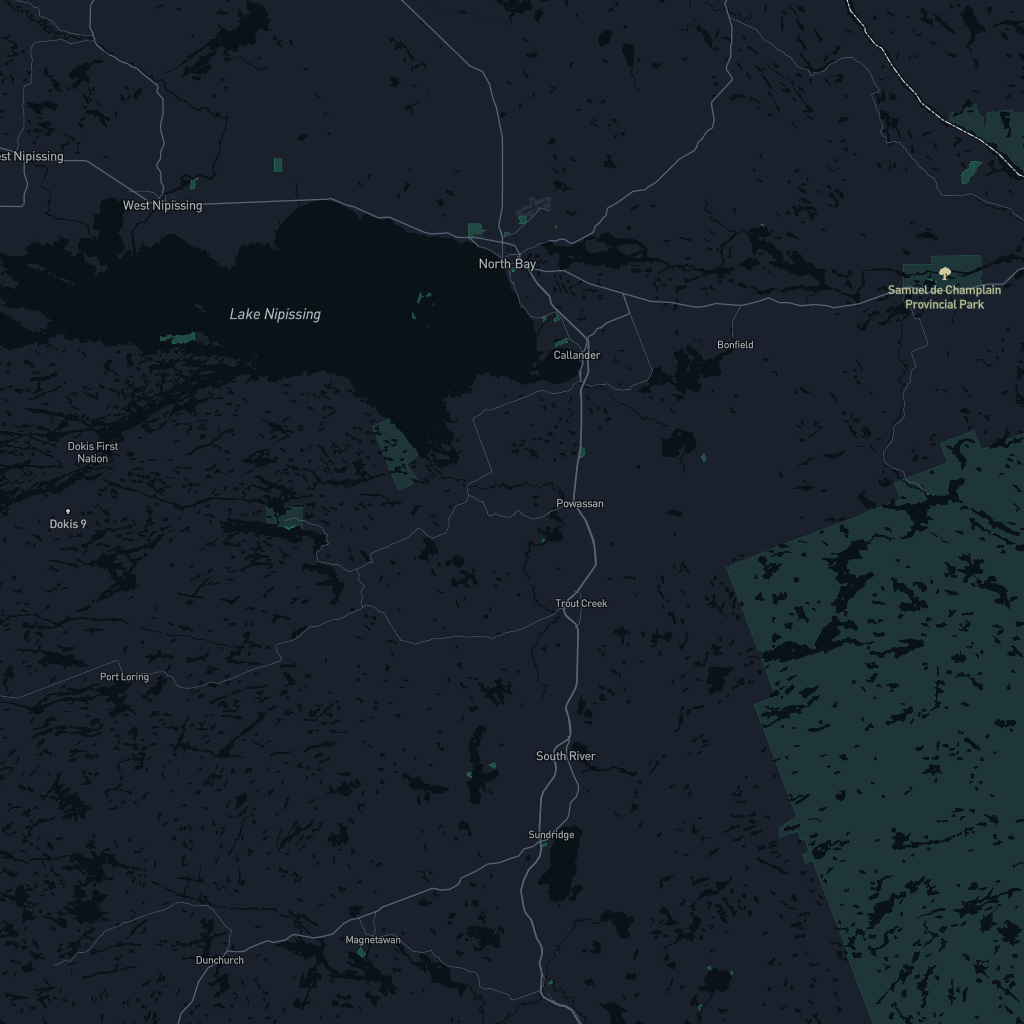 est Nipissing
West Nipissing
North Bay
Samuel de Champlain
Provincial Park
Lake Nipissing
Bonfield
Callander
Dokis First
Nation
Powassan
Dokis 9
Trout Creek
Port Loring
South River
Sundridge
Magnetawan
Dunchurch